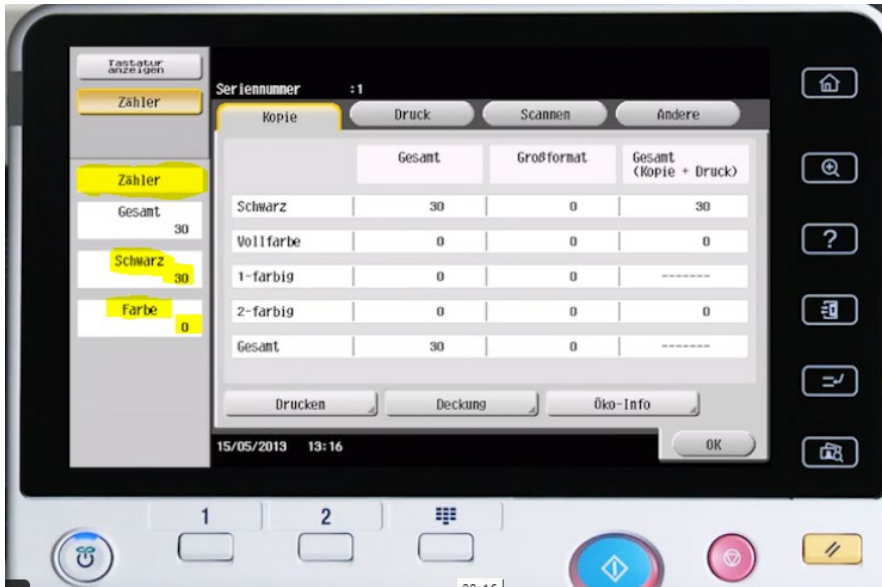 Tastatur
anzeigen
Zähler
Seriennummer :1
Kopie Druck Scannen Andere
Gesamt Großformat Gesamt
(Kopie + Druck)
Zähler
Gesamt
30
Schwarz
30
Farbe
0
Schwarz 30 0 30
Vollfarbe 0 0 0
1-farbig 0 0 -------
2-farbig 0 0 0
Gesamt 30 0 -------
Drucken Deckung Öko-Info
15/05/2013 13:16 OK
1 2